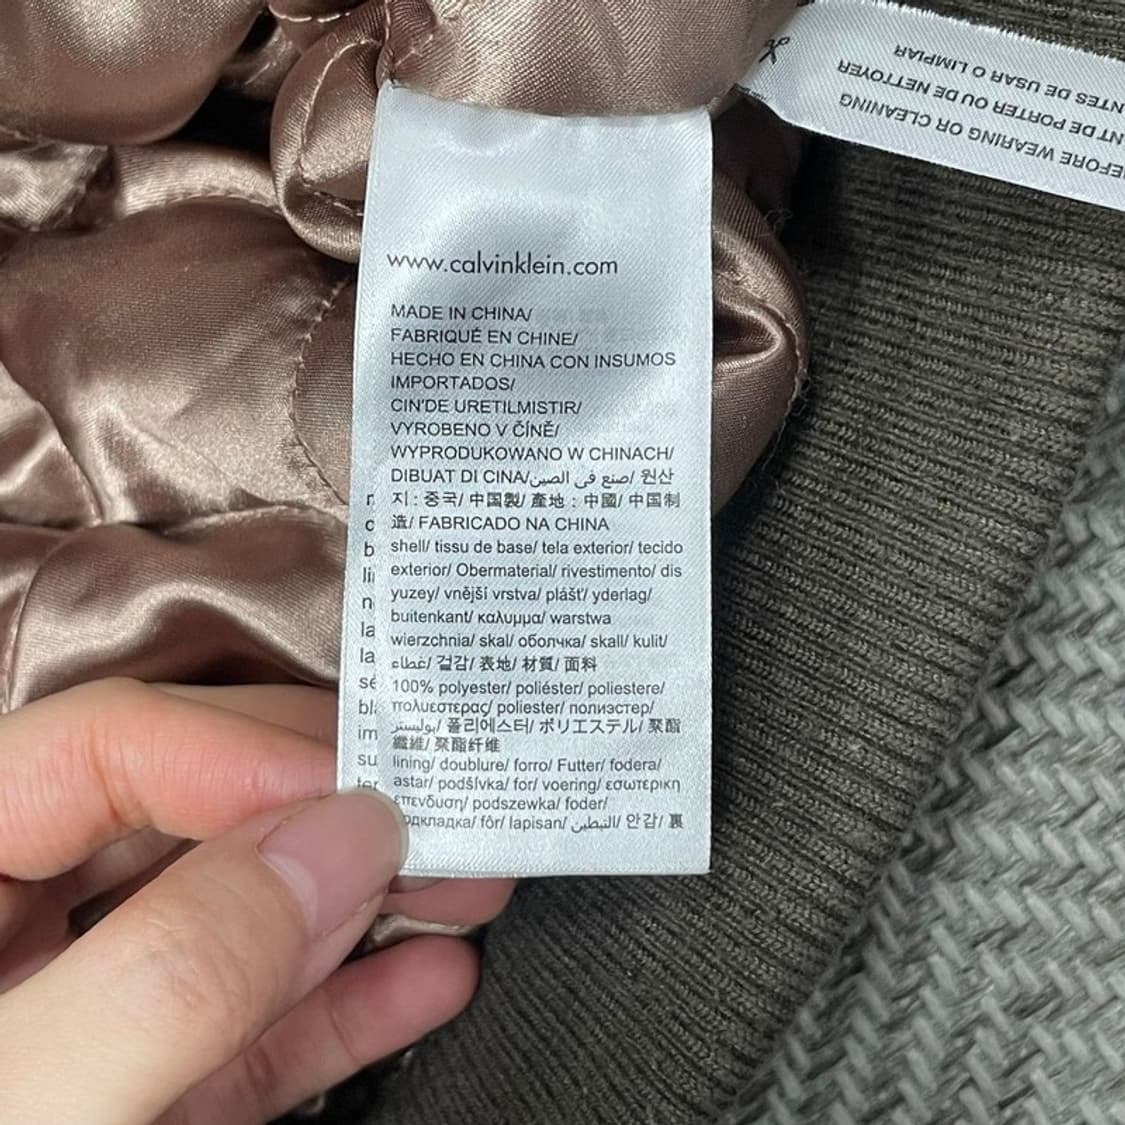 www.calvinklein.com
MADE IN CHINA/
FABRIQUÉ EN CHINE/
HECHO EN CHINA CON INSUMOS
IMPORTADOS/
CIN'DE URETILMISTIR/
VYROBENO V ČÍNĚ/
WYPRODUKOWANO W CHINACH/
DIBUAT DI CINA/صنع في الصين/ 원산
지 : 중국/ 中国製/ 產地 : 中國/ 中国制
造/ FABRICADO NA CHINA
shell/ tissu de base/ tela exterior/ tecido
exterior/ Obermaterial/ rivestimento/ dis
yuzey/ vnější vrstva/ plášť/ yderlag/
buitenkant/ καλυμμα/ warstwa
wierzchnia/ skal/ оболчка/ skall/ kulit/
غطاء/ 겉감/ 表地/ 材質/ 面料
100% polyester/ poliéster/ poliestere/
πολυεστερας/ poliester/ полиэстер/
بوليستر/ 폴리에스터/ ポリエステル/ 聚酯
纖維/ 聚酯纤维
lining/ doublure/ forro/ Futter/ fodera/
astar/ podšívka/ for/ voering/ εσωτερικη
επενδυση/ podszewka/ foder/
одкладка/ fôr/ lapisan/ التبطين/ 안감/ 裏
EFORE WEARING OR CLEANING
NT DE PORTER OU DE NETTOYER
NTES DE USAR O LIMPIAR